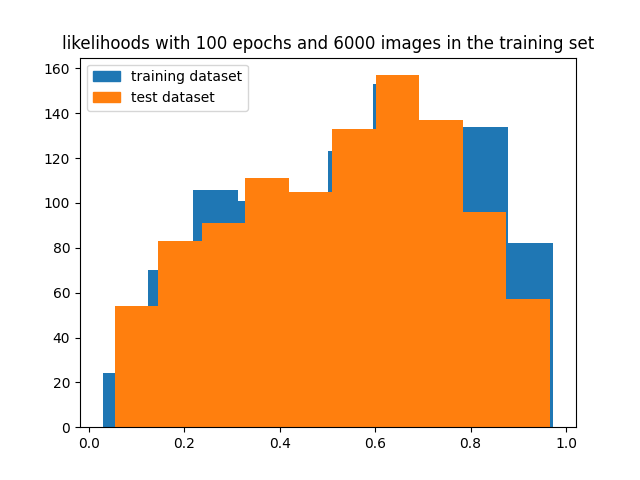 likelihoods with 100 epochs and 6000 images in the training set
training dataset
test dataset
160
140
120
100
80
60
40
20
0
0.0 0.2 0.4 0.6 0.8 1.0